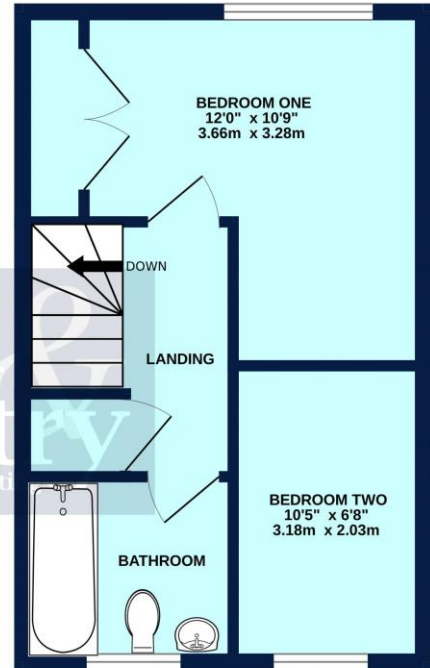 BEDROOM ONE
12'0" x 10'9"
3.66m x 3.28m
DOWN
LANDING
BATHROOM
BEDROOM TWO
10'5" x 6'8"
3.18m x 2.03m
&
try